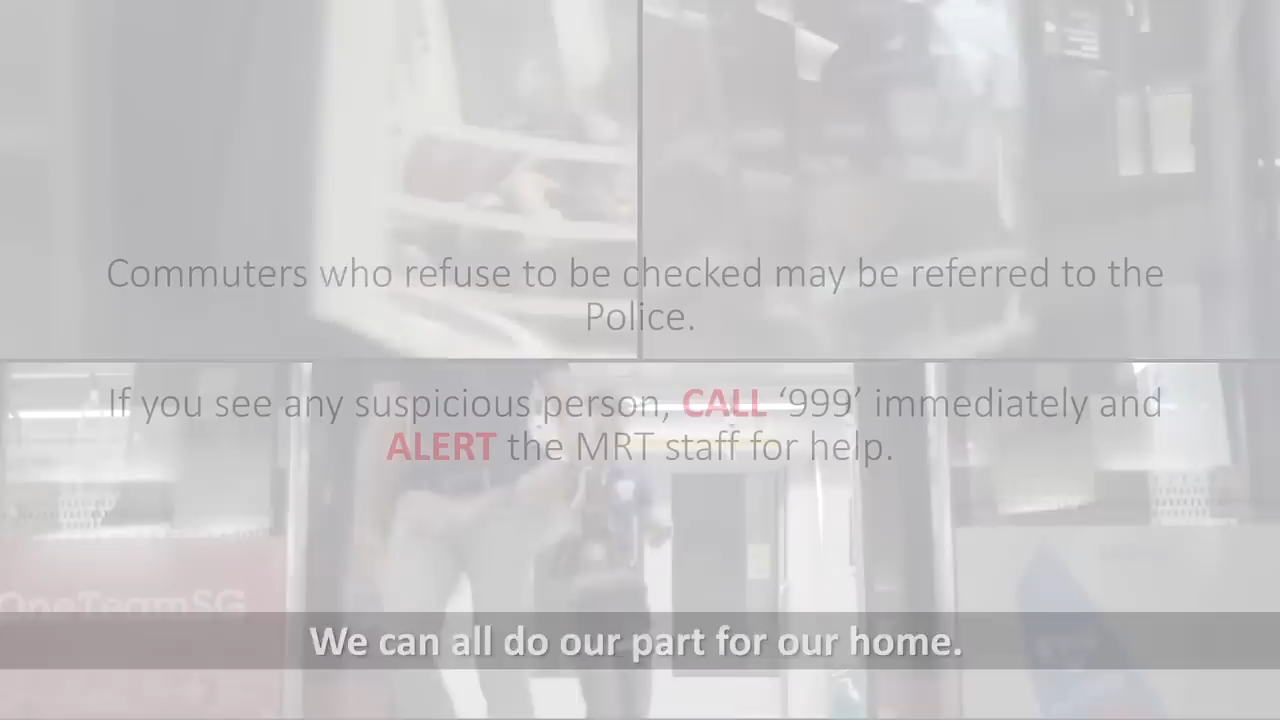 Commuters who refuse to be checked may be referred to the
Police.
If you see any suspicious person, CALL ‘999’ immediately and
ALERT the MRT staff for help.
OneTeamSG
We can all do our part for our home.